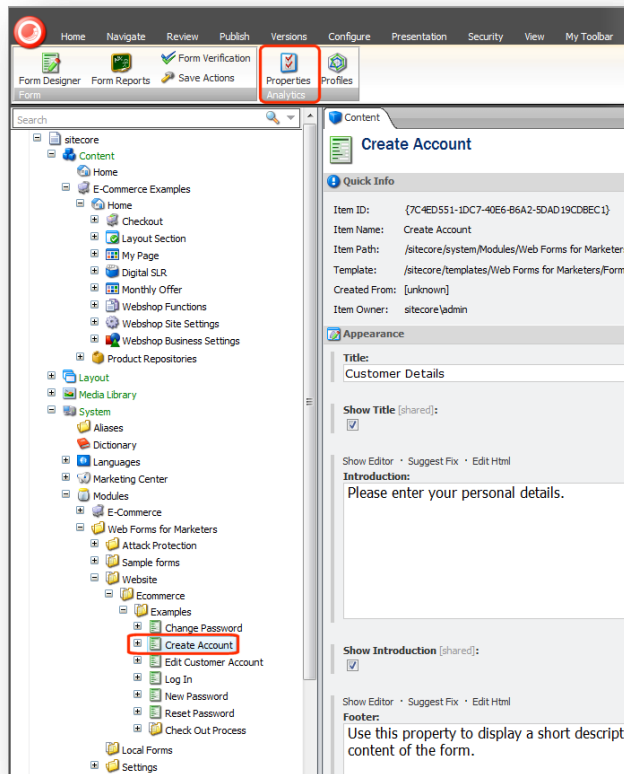 Home Navigate Review Publish Versions Configure Presentation Security View My Toolbar
Form Designer Form Reports Form Verification Save Actions Properties Profiles
Form Analytics
Search
sitecore
Content
Home
E-Commerce Examples
Home
Checkout
Layout Section
My Page
Digital SLR
Monthly Offer
Webshop Functions
Webshop Site Settings
Webshop Business Settings
Product Repositories
Layout
Media Library
System
Aliases
Dictionary
Languages
Marketing Center
Modules
E-Commerce
Web Forms for Marketers
Attack Protection
Sample forms
Website
Ecommerce
Examples
Change Password
Create Account
Edit Customer Account
Log In
New Password
Reset Password
Check Out Process
Local Forms
Settings
Content
Create Account
Quick Info
Item ID: {7C4ED551-1DC7-40E6-B6A2-5DAD19CDBEC1}
Item Name: Create Account
Item Path: /sitecore/system/Modules/Web Forms for Marketers
Template: /sitecore/templates/Web Forms for Marketers/Form
Created From: [unknown]
Item Owner: sitecore\admin
Appearance
Title:
Customer Details
Show Title [shared]:
Show Editor · Suggest Fix · Edit Html
Introduction:
Please enter your personal details.
Show Introduction [shared]:
Show Editor · Suggest Fix · Edit Html
Footer:
Use this property to display a short descript
content of the form.